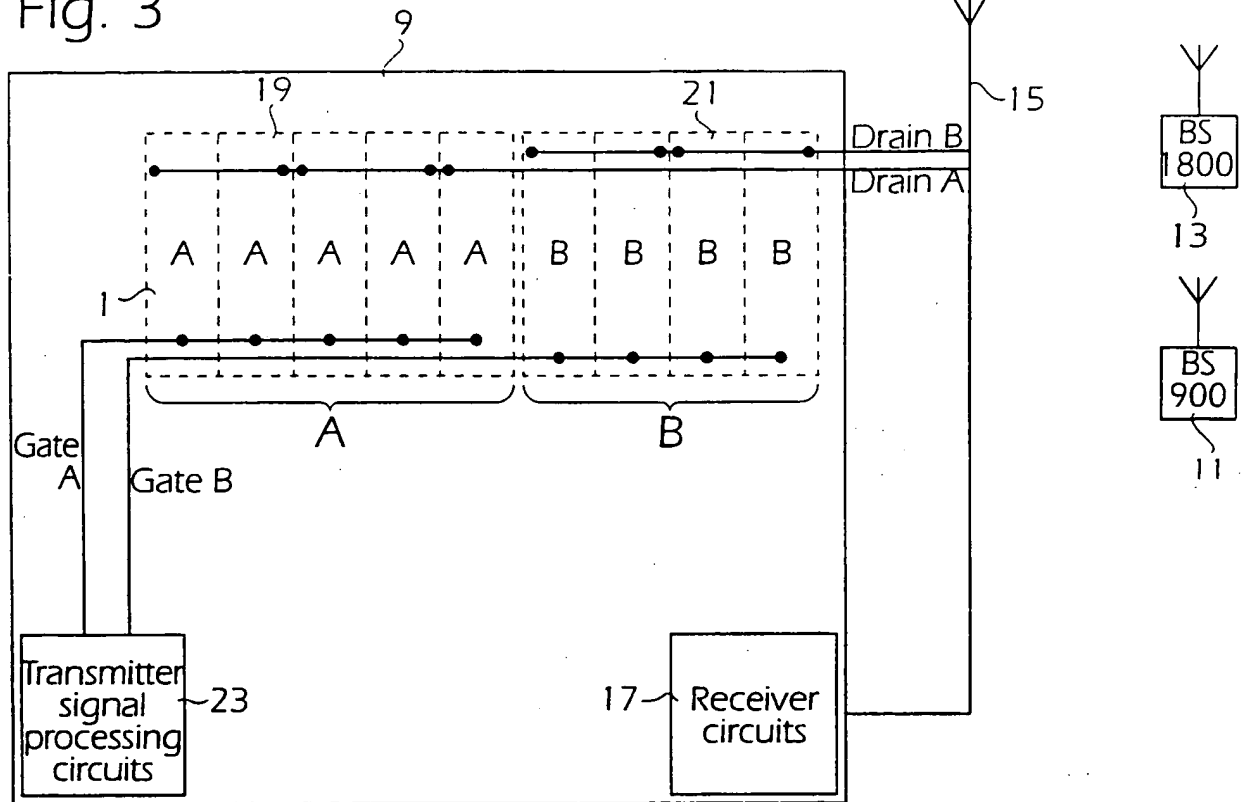 Fig. 3
9
19
21
15
Drain B
Drain A
BS
1800
13
A A A A A B B B B
1
BS
900
11
A
B
Gate
A
Gate B
Transmitter
signal
processing
circuits
23
17
Receiver
circuits